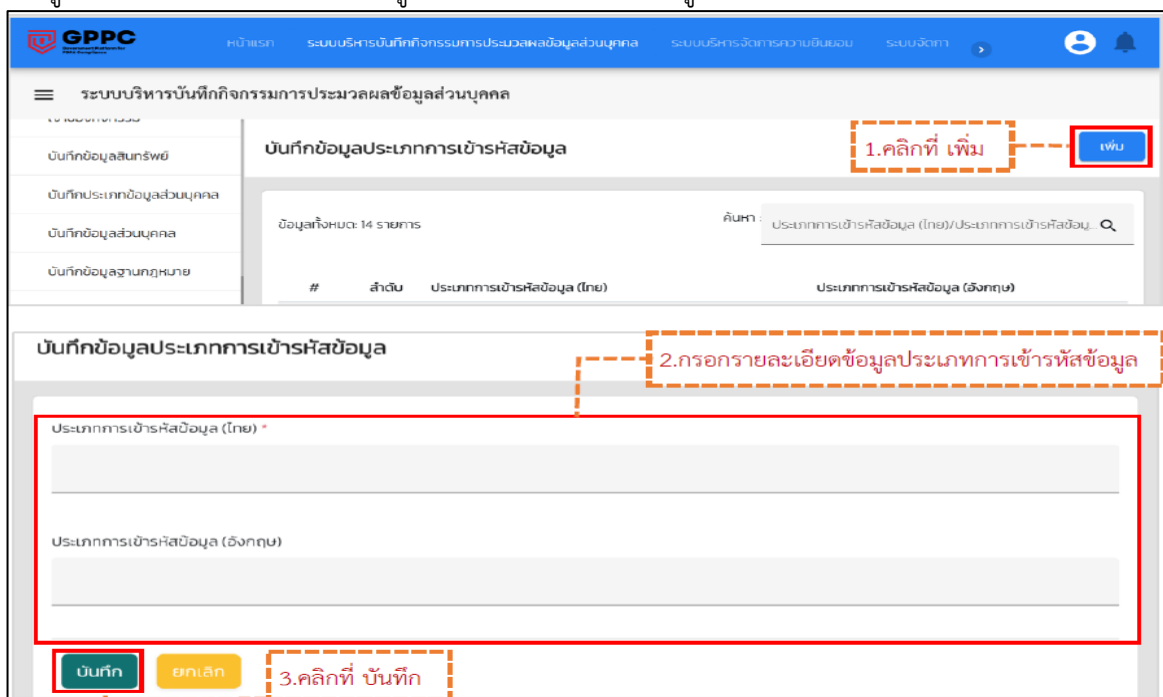 GPPC
Government Platform for PDPA Compliance
หน้าแรก ระบบบริหารบันทึกกิจกรรมการประมวลผลข้อมูลส่วนบุคคล ระบบบริหารจัดการความยินยอม ระบบจัดกา
ระบบบริหารบันทึกกิจกรรมการประมวลผลข้อมูลส่วนบุคคล
บันทึกข้อมูลสินทรัพย์
บันทึกประเภทข้อมูลส่วนบุคคล
บันทึกข้อมูลส่วนบุคคล
บันทึกข้อมูลฐานกฎหมาย
บันทึกข้อมูลประเภทการเข้ารหัสข้อมูล
1.คลิกที่ เพิ่ม
เพิ่ม
ข้อมูลทั้งหมด: 14 รายการ
ค้นหา :
ประเภทการเข้ารหัสข้อมูล (ไทย)/ประเภทการเข้ารหัสข้อมู...
# ลำดับ ประเภทการเข้ารหัสข้อมูล (ไทย) ประเภทการเข้ารหัสข้อมูล (อังกฤษ)
บันทึกข้อมูลประเภทการเข้ารหัสข้อมูล
2.กรอกรายละเอียดข้อมูลประเภทการเข้ารหัสข้อมูล
ประเภทการเข้ารหัสข้อมูล (ไทย) *
ประเภทการเข้ารหัสข้อมูล (อังกฤษ)
บันทึก
ยกเลิก
3.คลิกที่ บันทึก